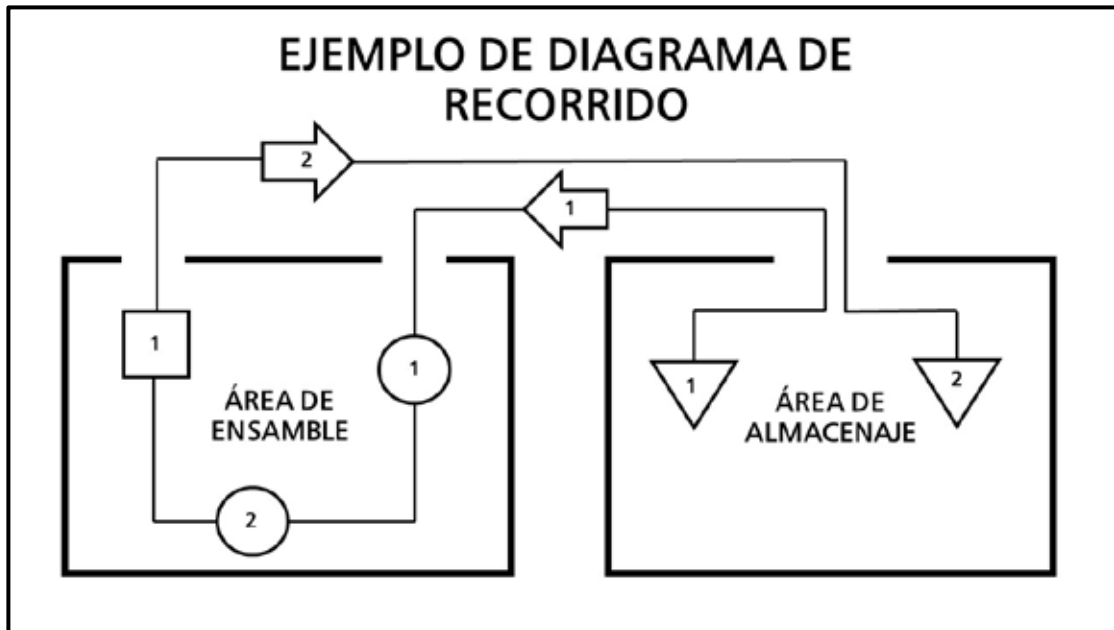 EJEMPLO DE DIAGRAMA DE
RECORRIDO
2
1
1
1
ÁREA DE
ENSAMBLE
2
1
2
ÁREA DE
ALMACENAJE